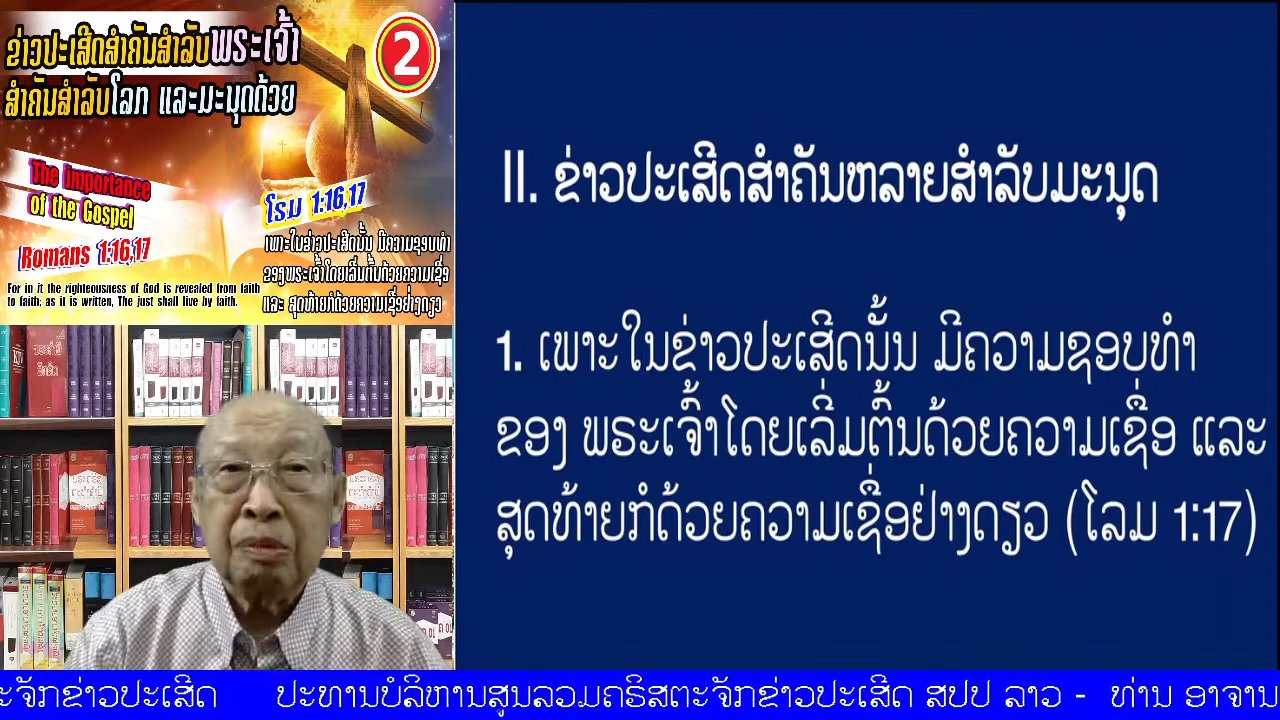 ຂ່າວປະເສີດສຳຄັນສຳລັບພຣະເຈົ້າ
ສຳຄັນສຳລັບໂລກ ແລະມະນຸດດ້ວຍ
2
The importance
of the Gospel
Romans 1:16,17
For in it the righteousness of God is revealed from faith
to faith; as it is written, The just shall live by faith.
ໂຣມ 1:16,17
ເພາະໃນຂ່າວປະເສີດນັ້ນ ມີຄວາມຊອບທຳ
ຂອງພຣະເຈົ້າໂດຍເລີ່ມຕົ້ນດ້ວຍຄວາມເຊື່ອ
ແລະ ສຸດທ້າຍກໍດ້ວຍຄວາມເຊື່ອຢ່າງດຽວ
II. ຂ່າວປະເສີດສຳຄັນຫລາຍສຳລັບມະນຸດ
1. ເພາະໃນຂ່າວປະເສີດນັ້ນ ມີຄວາມຊອບທຳ
ຂອງ ພຣະເຈົ້າໂດຍເລີ່ມຕົ້ນດ້ວຍຄວາມເຊື່ອ ແລະ
ສຸດທ້າຍກໍດ້ວຍຄວາມເຊື່ອຢ່າງດຽວ (ໂລມ 1:17)
ະຈັກຂ່າວປະເສີດ ປະທານບໍລິຫານສູນລວມຄຣິສຕະຈັກຂ່າວປະເສີດ ສປປ ລາວ - ທ່ານ ອາຈານ